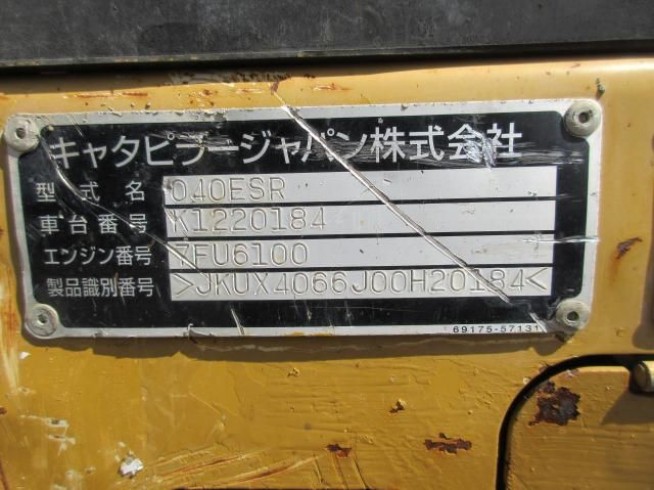 キャタピラージャパン株式会社
型式名 040ESR
車台番号 K1220184
エンジン番号 7FU6100
製品識別番号 >JKUX4066J00H20184<
69175-57131